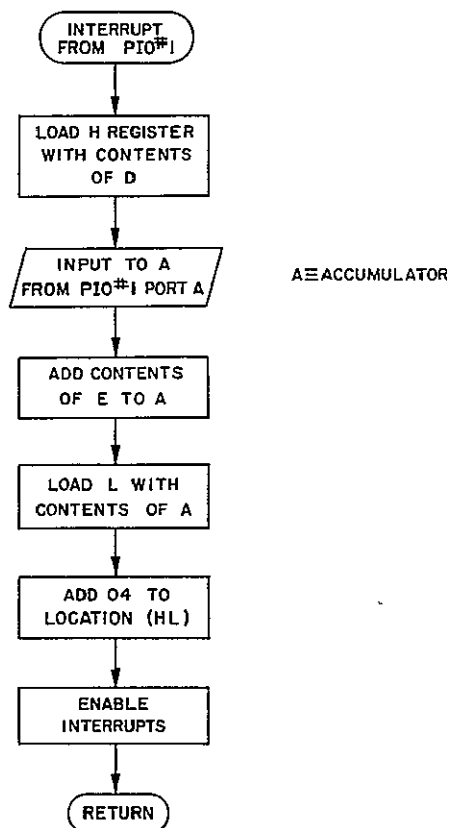 INTERRUPT
FROM PIO#1
LOAD H REGISTER
WITH CONTENTS
OF D
INPUT TO A
FROM PIO#1 PORT A
A≡ACCUMULATOR
ADD CONTENTS
OF E TO A
LOAD L WITH
CONTENTS OF A
ADD 04 TO
LOCATION (HL)
ENABLE
INTERRUPTS
RETURN